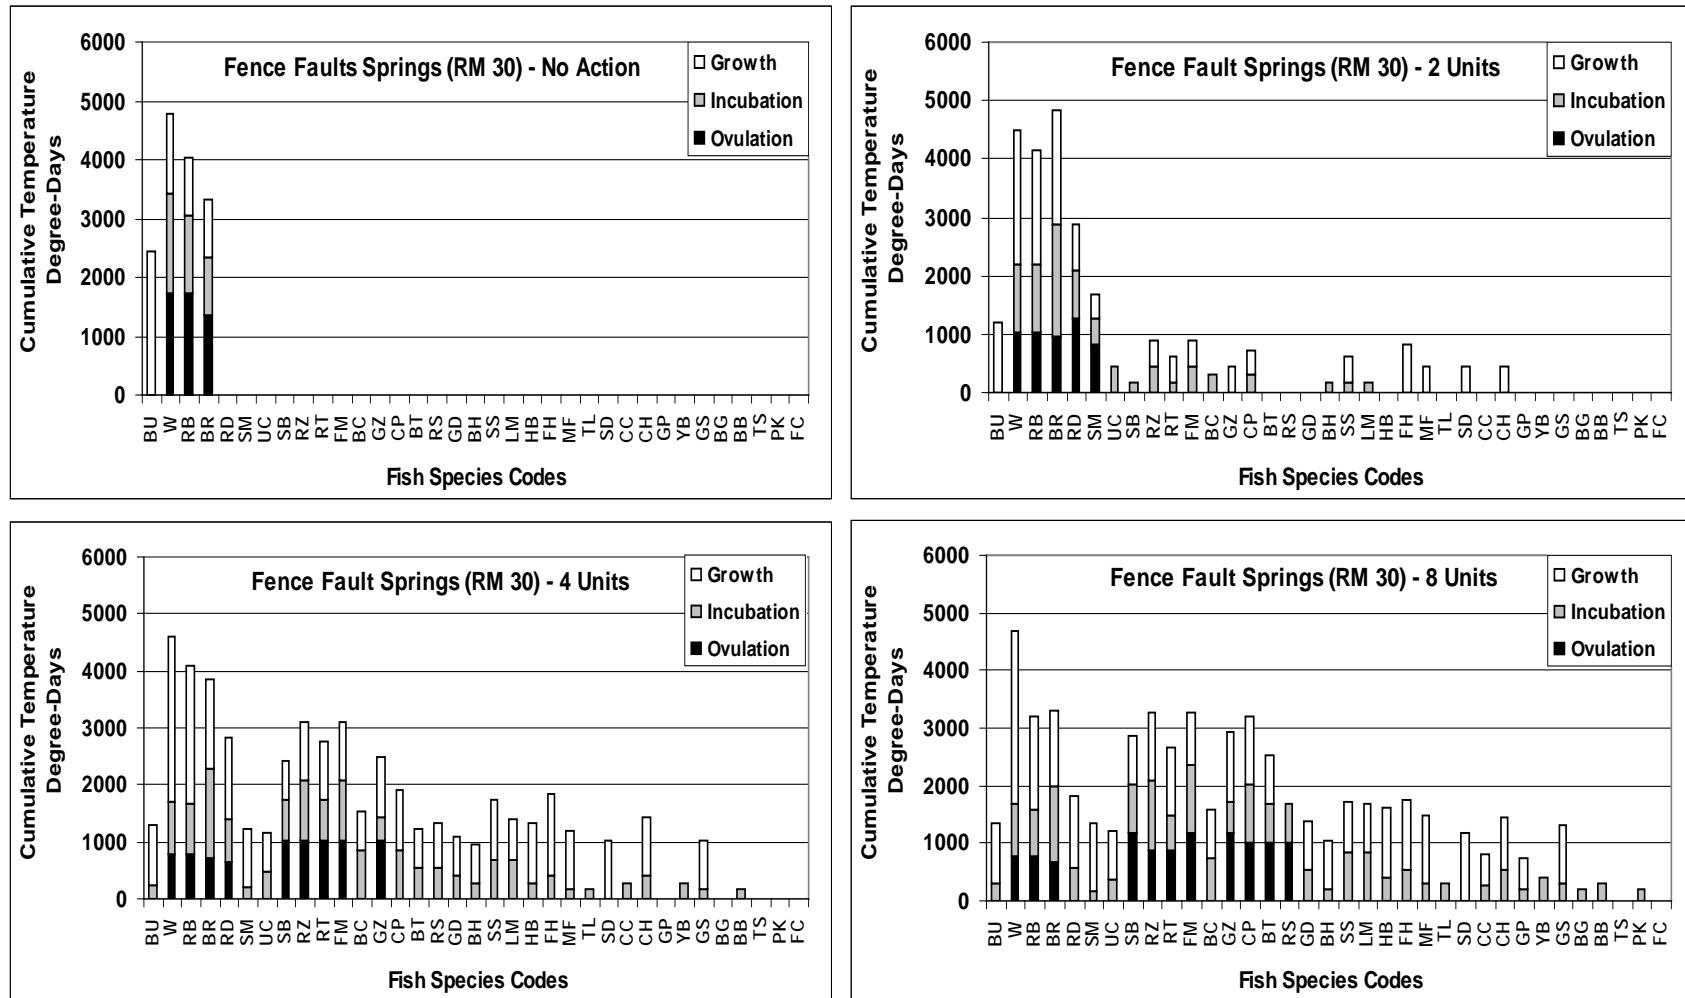 Fence Faults Springs (RM 30) - No Action
Growth
Incubation
Ovulation
Cumulative Temperature
Degree-Days
6000
5000
4000
3000
2000
1000
0
BU W RB BR RD SM UC SB RZ RT FM BC GZ CP BT RS GD BH SS LM HB FH MF TL SD CC CH GP YB GS BG BB TS PK FC
Fish Species Codes
Fence Fault Springs (RM 30) - 2 Units
Growth
Incubation
Ovulation
Cumulative Temperature
Degree-Days
6000
5000
4000
3000
2000
1000
0
BU W RB BR RD SM UC SB RZ RT FM BC GZ CP BT RS GD BH SS LM HB FH MF TL SD CC CH GP YB GS BG BB TS PK FC
Fish Species Codes
Fence Fault Springs (RM 30) - 4 Units
Growth
Incubation
Ovulation
Cumulative Temperature
Degree-Days
6000
5000
4000
3000
2000
1000
0
BU W RB BR RD SM UC SB RZ RT FM BC GZ CP BT RS GD BH SS LM HB FH MF TL SD CC CH GP YB GS BG BB TS PK FC
Fish Species Codes
Fence Fault Springs (RM 30) - 8 Units
Growth
Incubation
Ovulation
Cumulative Temperature
Degree-Days
6000
5000
4000
3000
2000
1000
0
BU W RB BR RD SM UC SB RZ RT FM BC GZ CP BT RS GD BH SS LM HB FH MF TL SD CC CH GP YB GS BG BB TS PK FC
Fish Species Codes